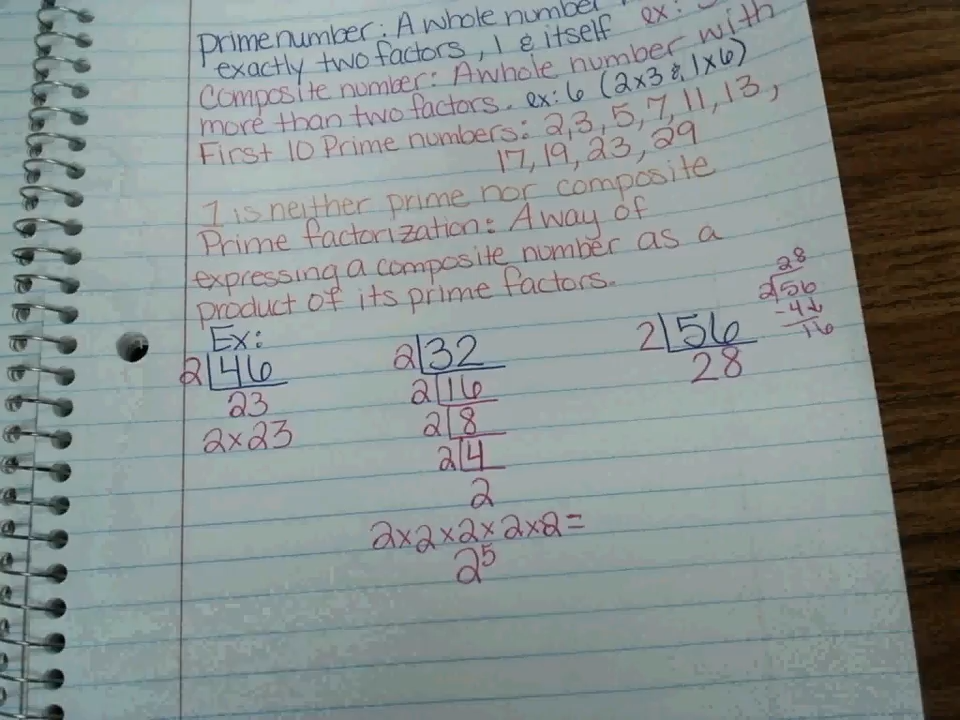 Prime number: A whole number
exactly two factors, 1 & itself ex:
Composite number: A whole number with
more than two factors. ex: 6 (2x3 & 1x6)
First 10 Prime numbers: 2, 3, 5, 7, 11, 13,
17, 19, 23, 29
1 is neither prime nor composite
Prime factorization: A way of
expressing a composite number as a
product of its prime factors.
Ex:
2|46
23
2x23
2|32
2|16
2|8
2|4
2
2x2x2x2x2=
2⁵
2|56
28
28
2|56
16